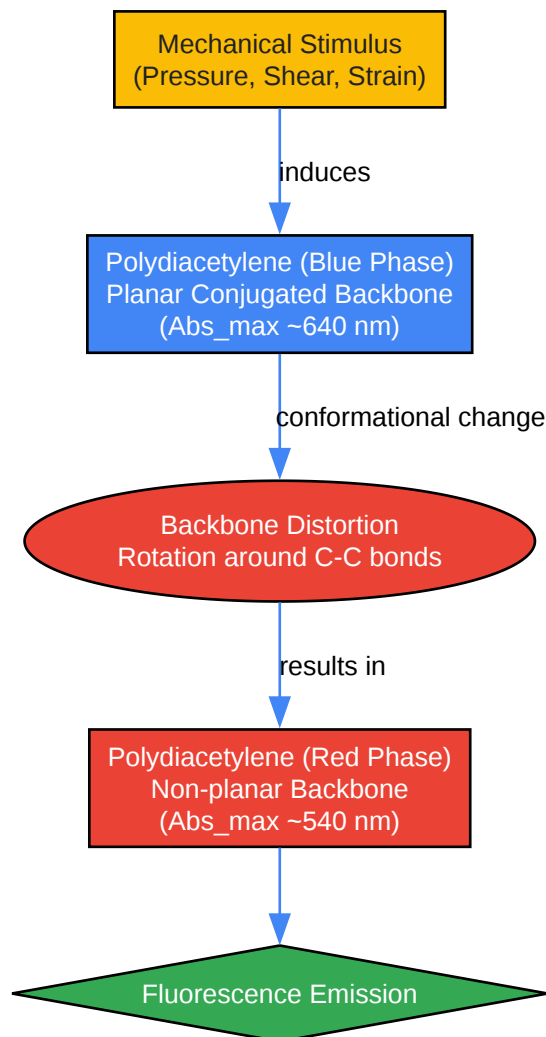 Mechanical Stimulus
(Pressure, Shear, Strain)
induces
Polydiacetylene (Blue Phase)
Planar Conjugated Backbone
(Abs_max ~640 nm)
conformational change
Backbone Distortion
Rotation around C-C bonds
results in
Polydiacetylene (Red Phase)
Non-planar Backbone
(Abs_max ~540 nm)
Fluorescence Emission